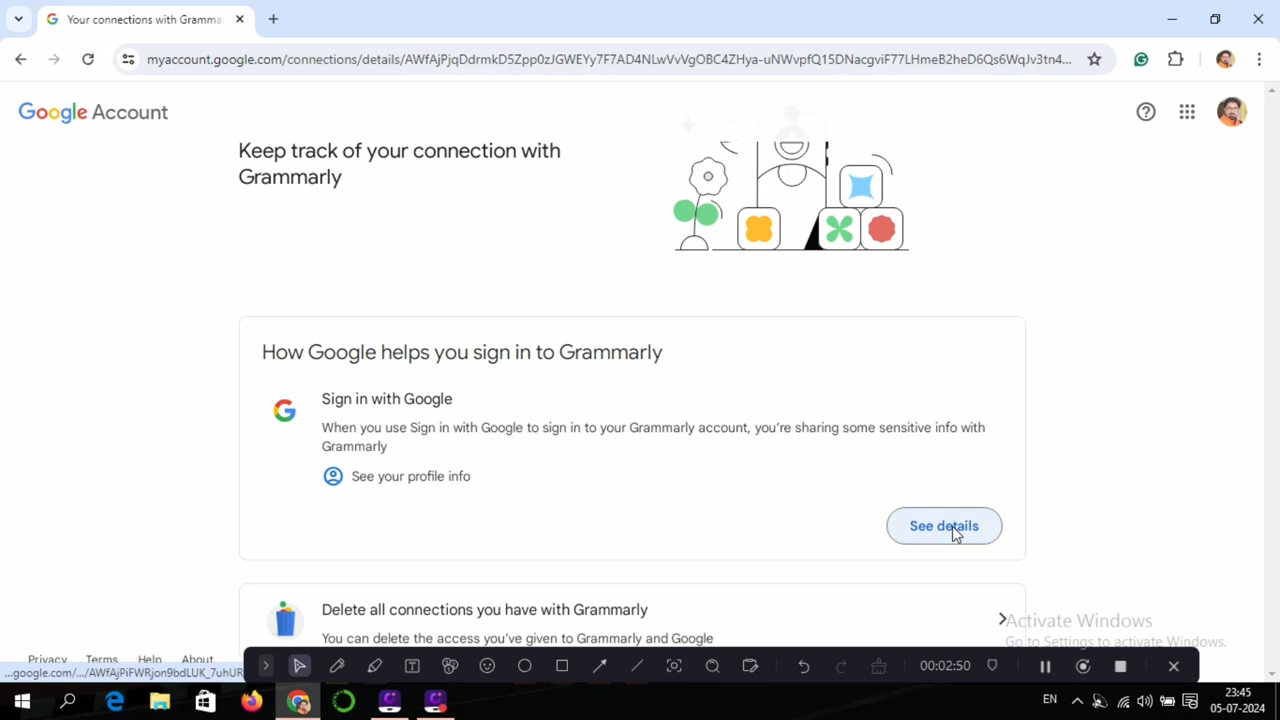 Your connections with Gramma
myaccount.google.com/connections/details/AWfAjPjqDdrmkD5Zpp0zJGWEYy7F7AD4NLwVvVgOBC4ZHya-uNWvpfQ15DNacgviF77LHmeB2heD6Qs6WqJv3tn4...
Google Account
Keep track of your connection with
Grammarly
How Google helps you sign in to Grammarly
Sign in with Google
When you use Sign in with Google to sign in to your Grammarly account, you're sharing some sensitive info with
Grammarly
See your profile info
See details
Delete all connections you have with Grammarly
You can delete the access you've given to Grammarly and Google
Activate Windows
Go to Settings to activate Windows.
Privacy Terms Help About
...google.com/.../AWfAjPiFWRjon9bdLUK_7uhUR
00:02:50
EN
23:45
05-07-2024